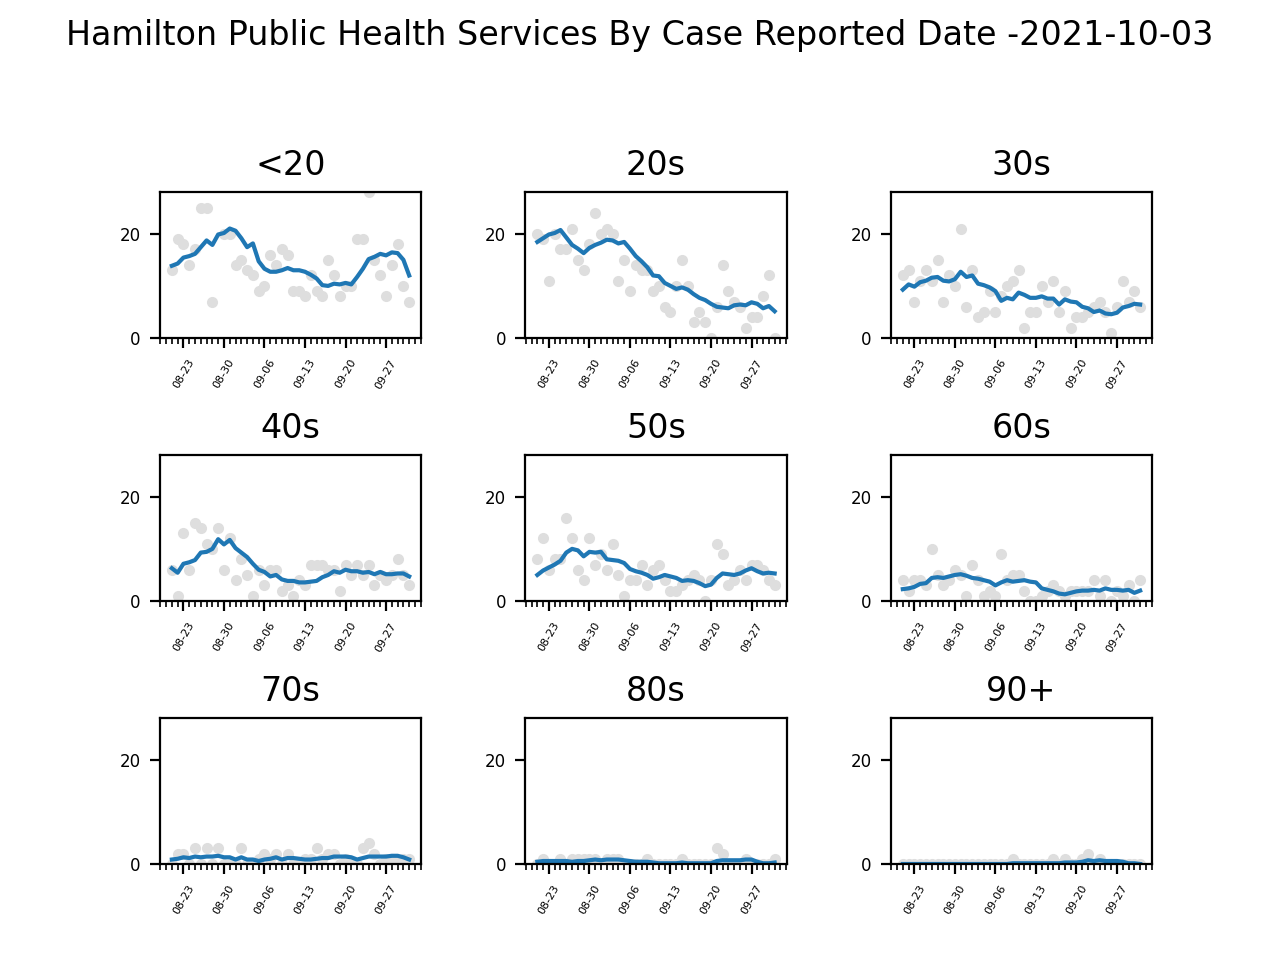 Hamilton Public Health Services By Case Reported Date -2021-10-03
<20 20s 30s
20 20 20
0 0 0
08-23 08-30 09-06 09-13 09-20 09-27 08-23 08-30 09-06 09-13 09-20 09-27 08-23 08-30 09-06 09-13 09-20 09-27
40s 50s 60s
20 20 20
0 0 0
08-23 08-30 09-06 09-13 09-20 09-27 08-23 08-30 09-06 09-13 09-20 09-27 08-23 08-30 09-06 09-13 09-20 09-27
70s 80s 90+
20 20 20
0 0 0
08-23 08-30 09-06 09-13 09-20 09-27 08-23 08-30 09-06 09-13 09-20 09-27 08-23 08-30 09-06 09-13 09-20 09-27